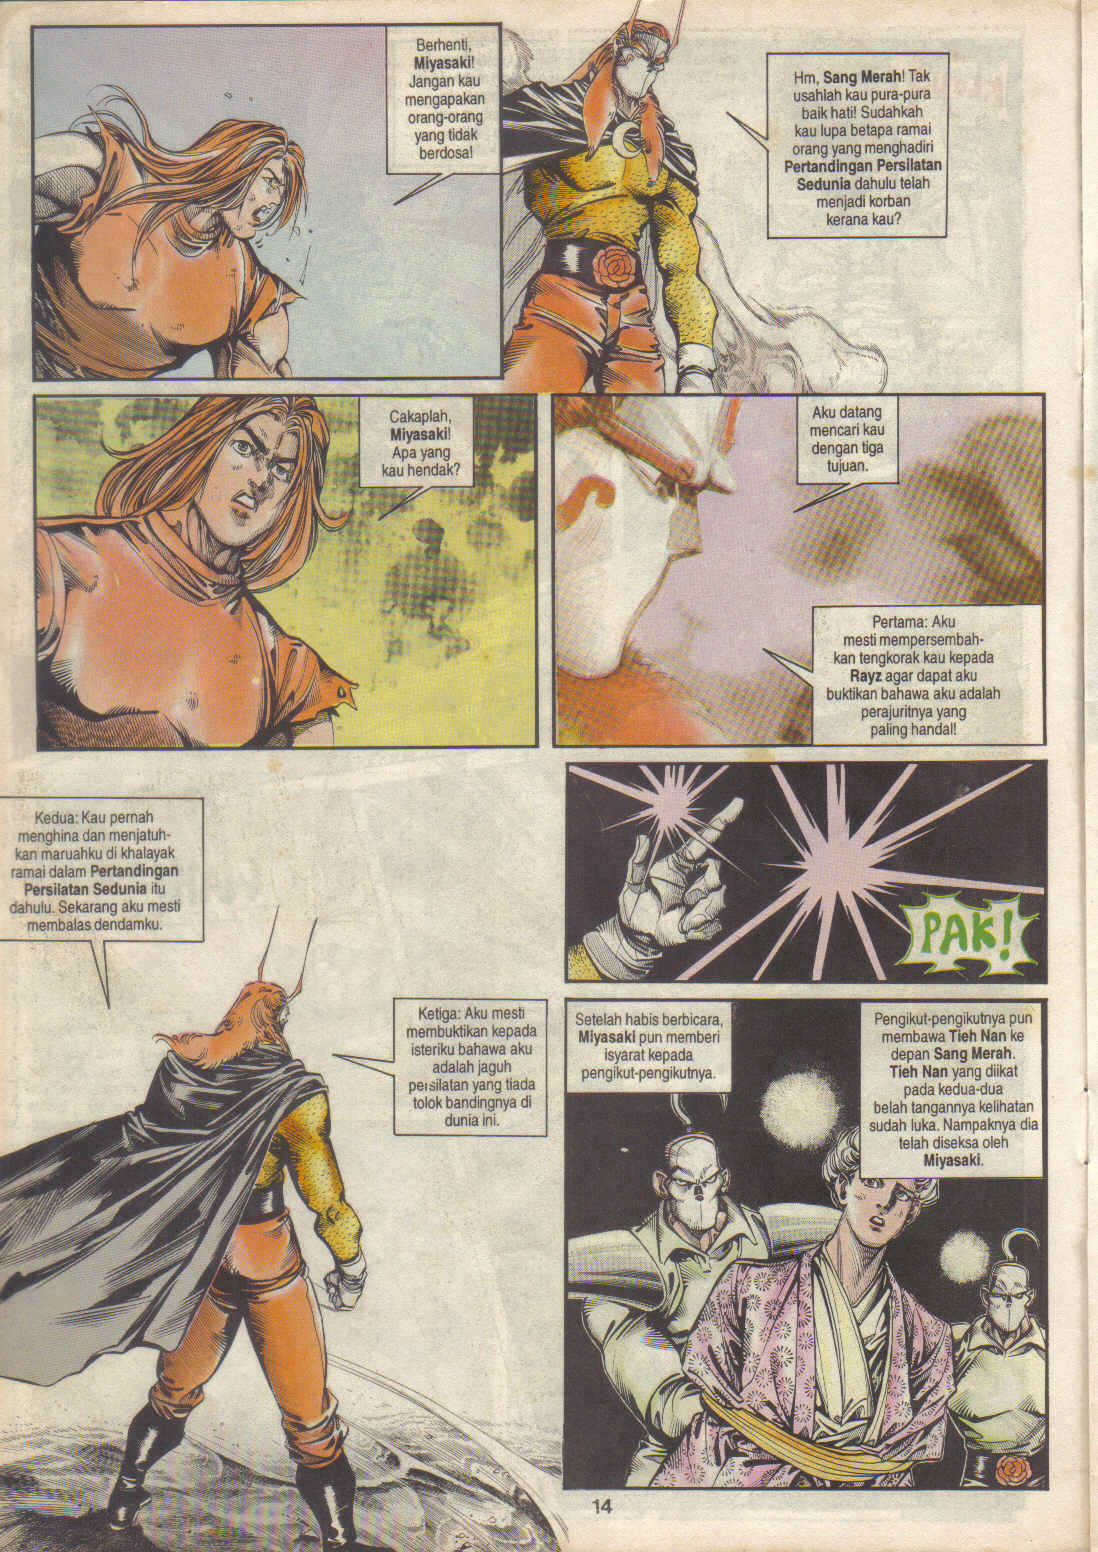 Berhenti,
Miyasaki!
Jangan kau
mengapakan
orang-orang
yang tidak
berdosa!
Hm, Sang Merah! Tak
usahlah kau pura-pura
baik hati! Sudahkah
kau lupa betapa ramai
orang yang menghadiri
Pertandingan Persilatan
Sedunia dahulu telah
menjadi korban
kerana kau?
Cakaplah,
Miyasaki!
Apa yang
kau hendak?
Aku datang
mencari kau
dengan tiga
tujuan.
Pertama: Aku
mesti mempersembah-
kan tengkorak kau kepada
Rayz agar dapat aku
buktikan bahawa aku adalah
perajuritnya yang
paling handal!
Kedua: Kau pernah
menghina dan menjatuh-
kan maruahku di khalayak
ramai dalam Pertandingan
Persilatan Sedunia itu
dahulu. Sekarang aku mesti
membalas dendamku.
Ketiga: Aku mesti
membuktikan kepada
isteriku bahawa aku
adalah jaguh
persilatan yang tiada
tolok bandingnya di
dunia ini.
PAK!
Setelah habis berbicara,
Miyasaki pun memberi
isyarat kepada
pengikut-pengikutnya.
Pengikut-pengikutnya pun
membawa Tieh Nan ke
depan Sang Merah.
Tieh Nan yang diikat
pada kedua-dua
belah tangannya kelihatan
sudah luka. Nampaknya dia
telah diseksa oleh
Miyasaki.
14